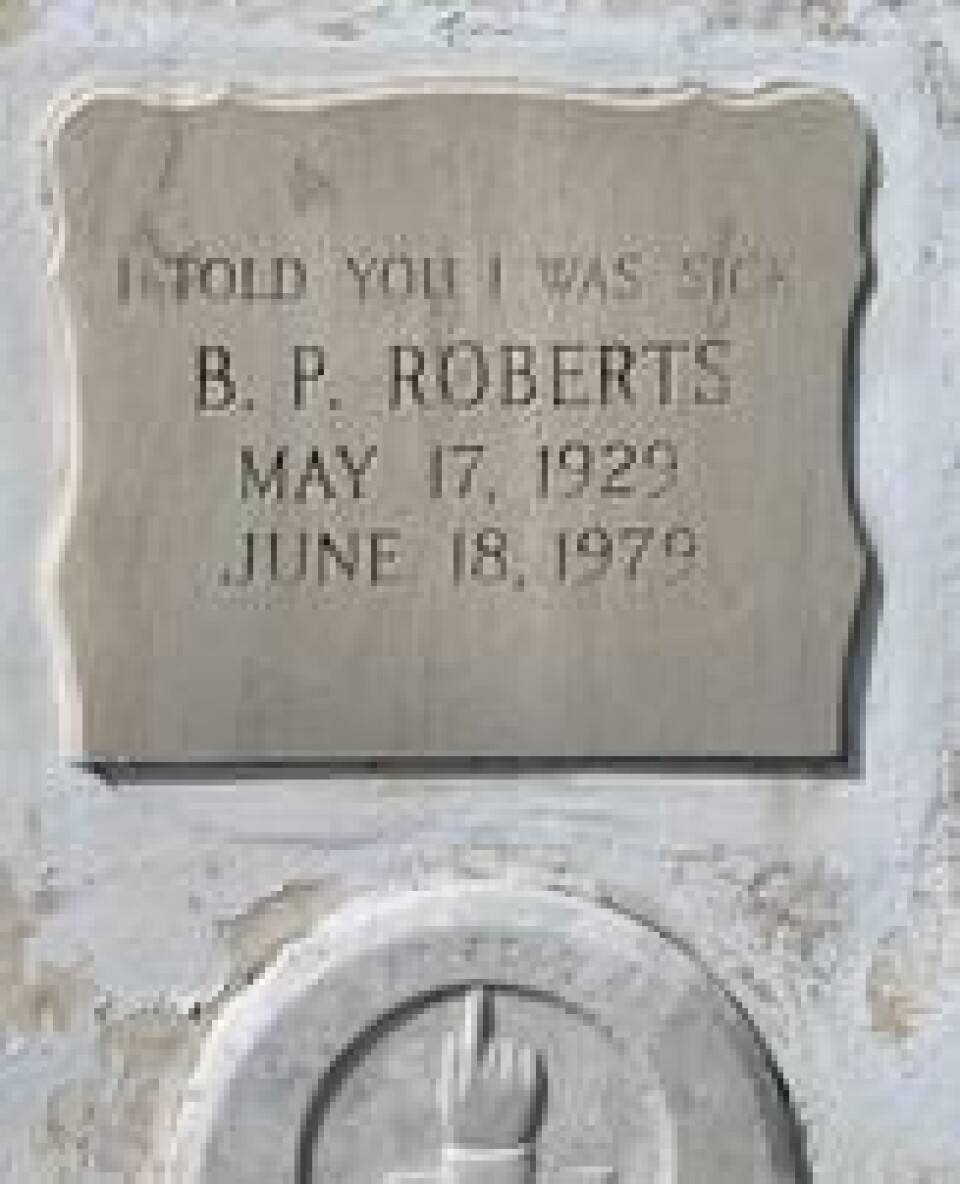 I TOLD YOU I WAS SICK
B. P. ROBERTS
MAY 17, 1929
JUNE 18, 1979